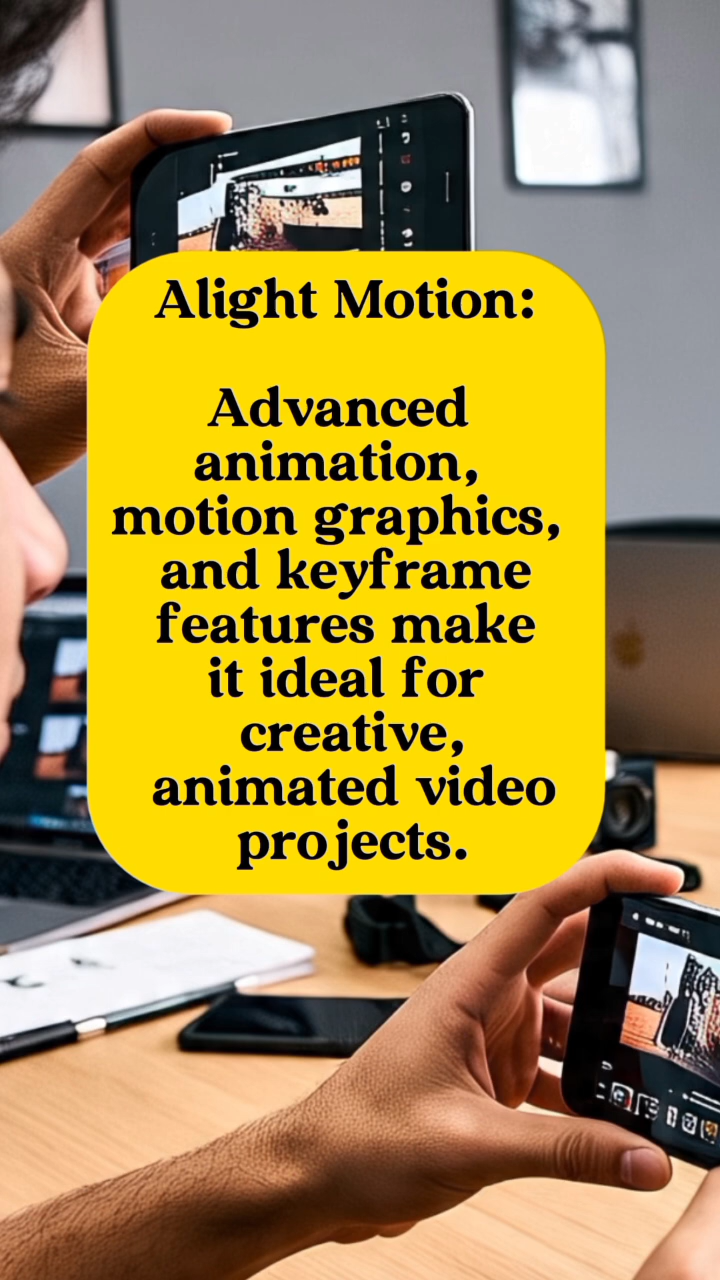 Alight Motion:
Advanced
animation,
motion graphics,
and keyframe
features make
it ideal for
creative,
animated video
projects.